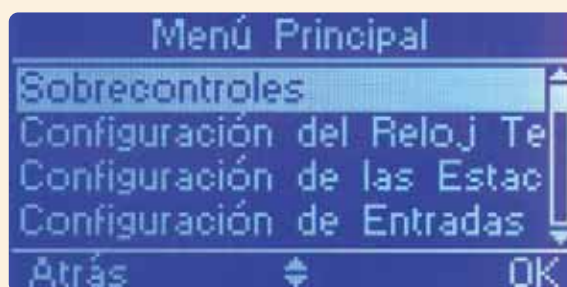 Menú Principal
Sobrecontroles
Configuración del Reloj Te
Configuración de las Estac
Configuración de Entradas
Atrás OK